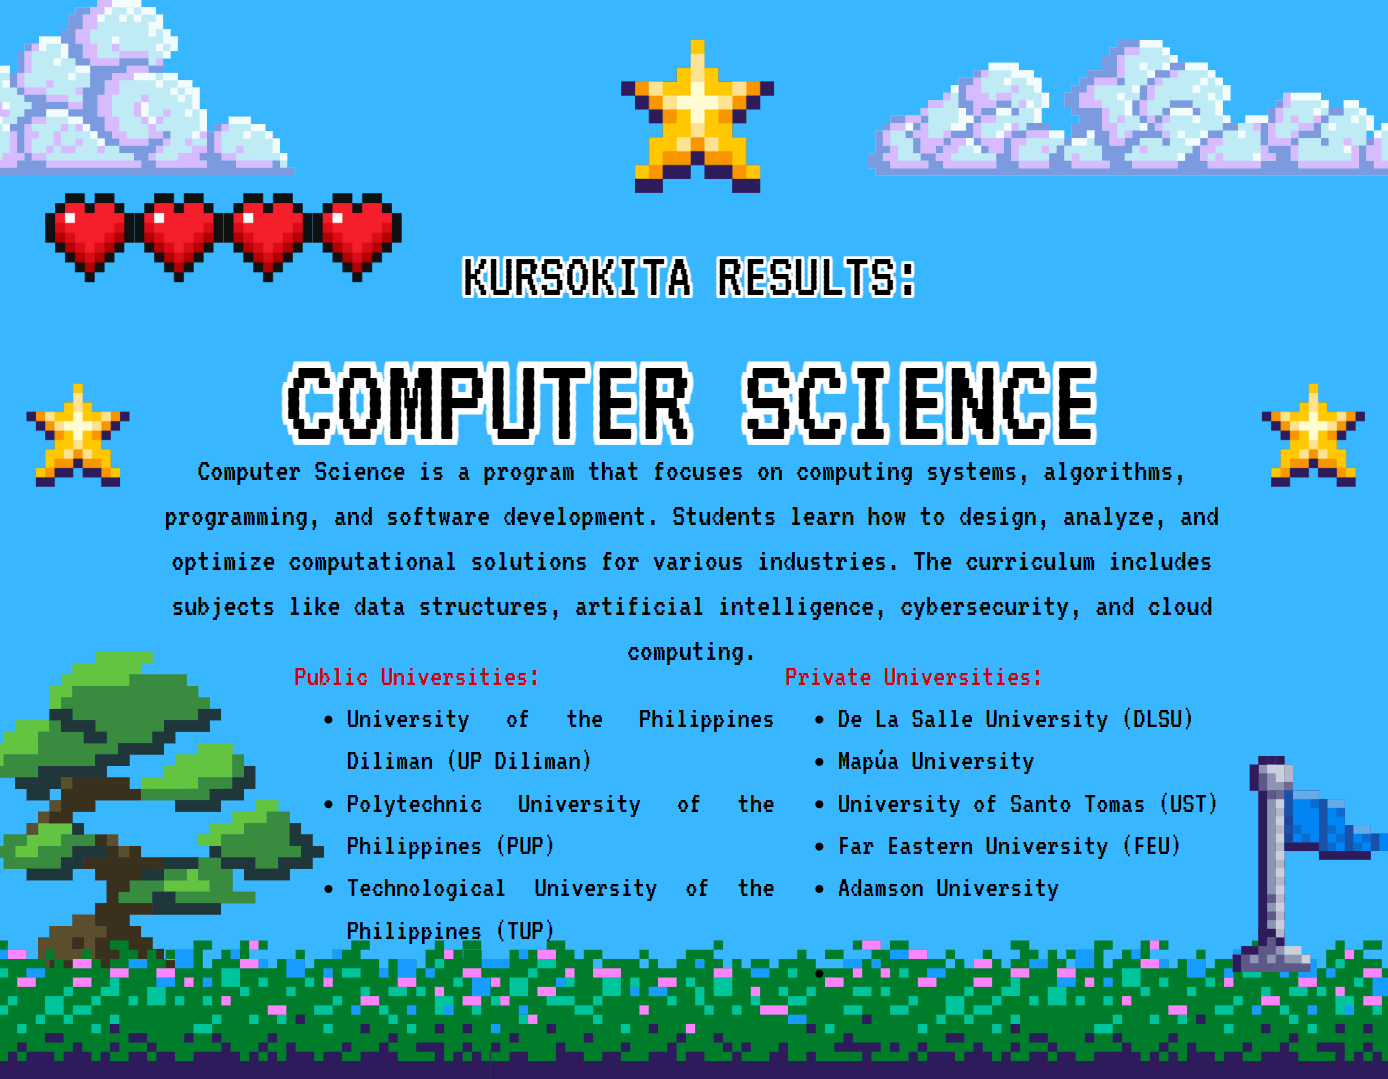 KURSOKITA RESULTS:
COMPUTER SCIENCE
Computer Science is a program that focuses on computing systems, algorithms,
programming, and software development. Students learn how to design, analyze, and
optimize computational solutions for various industries. The curriculum includes
subjects like data structures, artificial intelligence, cybersecurity, and cloud
computing.
Public Universities:
• University of the Philippines
Diliman (UP Diliman)
• Polytechnic University of the
Philippines (PUP)
• Technological University of the
Philippines (TUP)
Private Universities:
• De La Salle University (DLSU)
• Mapúa University
• University of Santo Tomas (UST)
• Far Eastern University (FEU)
• Adamson University